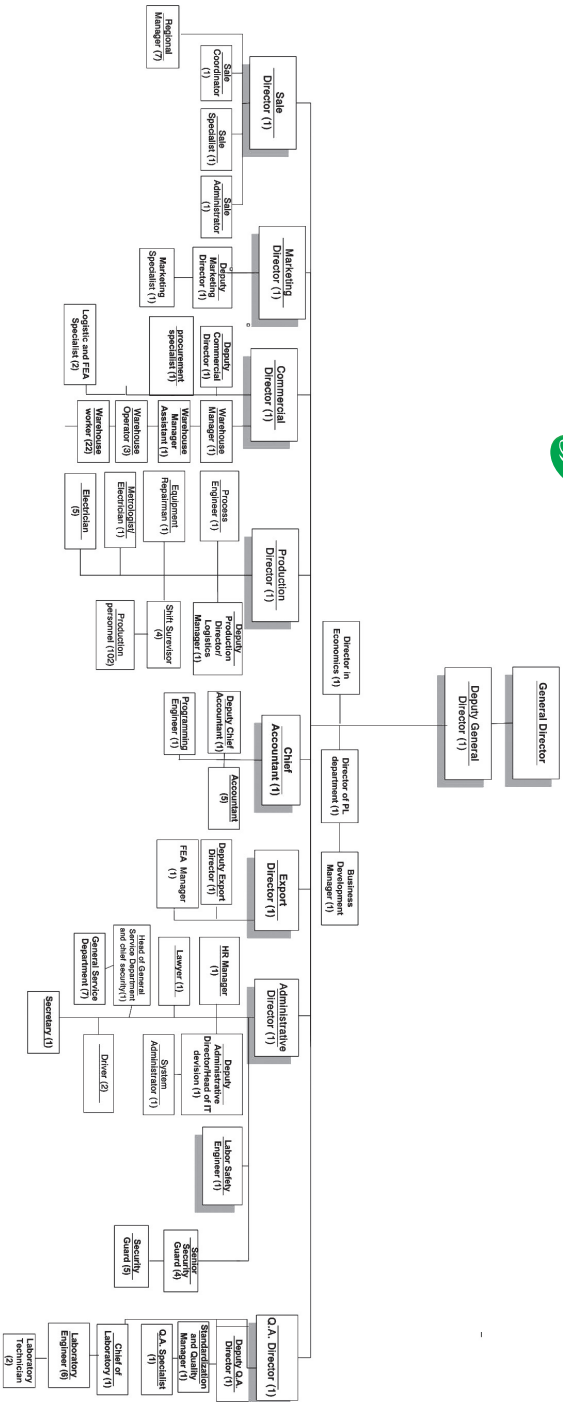 General Director
Deputy General
Director (1)
Director in
Economics (1)
Director of PL
department (1)
Business
Development
Manager (1)
Sale
Director (1)
Marketing
Director (1)
Commercial
Director (1)
Production
Director (1)
Chief
Accountant (1)
Export
Director (1)
Administrative
Director (1)
Q.A. Director (1)
Sale
Coordinator
(1)
Sale
Specialist (1)
Sale
Administrator
(1)
Regional
Manager (7)
Deputy
Marketing
Director (1)
Marketing
Specialist (1)
Deputy
Commercial
Director (1)
procurement
specialist (1)
Logistic and FEA
Specialist (2)
Warehouse
Manager (1)
Warehouse
Manager
Assistant (1)
Warehouse
Operator (3)
Warehouse
worker (22)
Process
Engineer (1)
Equipment
Repairman (1)
Metrologist/
Electrician (1)
Electrician
(5)
Deputy
Production
Director/
Logistics
Manager (1)
Shift Surevisor
(4)
Production
personnel (102)
Deputy Chief
Accountant (1)
Programming
Engineer (1)
Accountant
(5)
Deputy Export
Director (1)
FEA Manager
(1)
HR Manager
(1)
Lawyer (1)
Head of General
Service Department
and chief security(1)
General Service
Department (7)
Secretary (1)
Deputy
Administrative
Director/Head of IT
devision (1)
System
Administrator (1)
Driver (2)
Labor Safety
Engineer (1)
Senior
Security
Guard (4)
Security
Guard (5)
Deputy Q.A.
Director (1)
Standardization
and Quality
Manager (1)
Q.A. Specialist
(1)
Chief of
Laboratory (1)
Laboratory
Engineer (6)
Laboratory
Technician
(2)